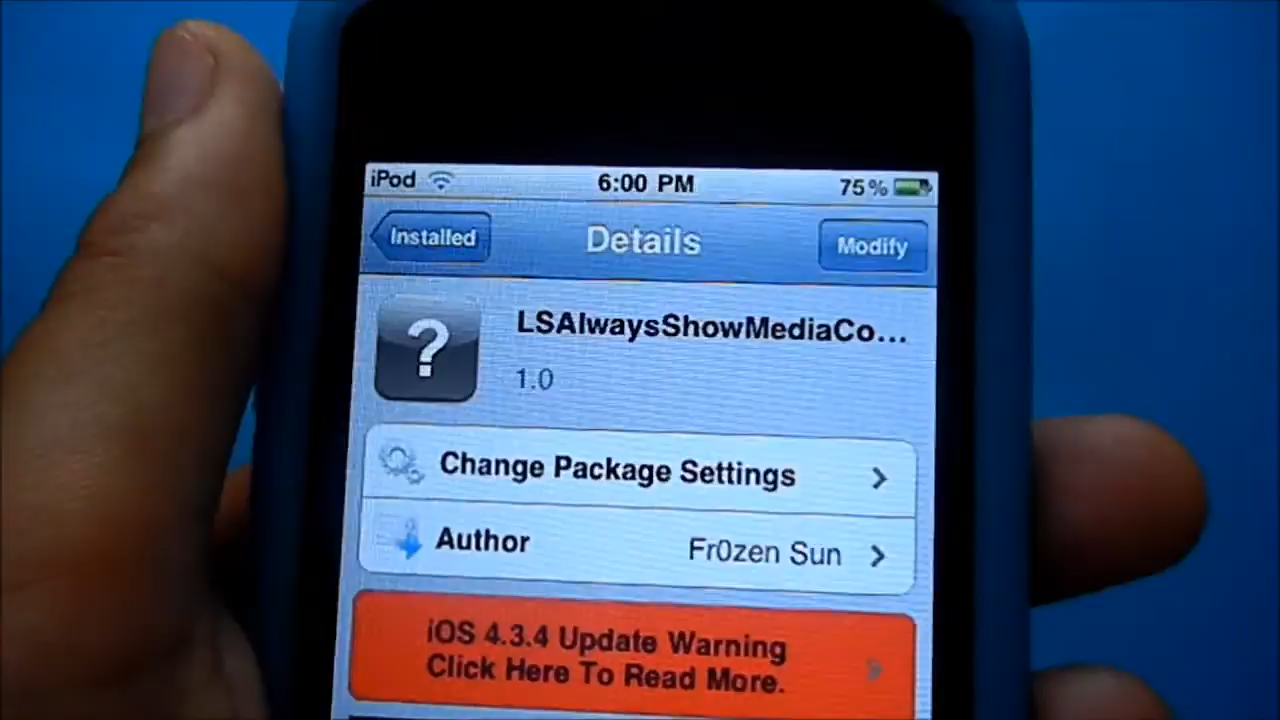 iPod 6:00 PM 75%
Installed Details Modify
?
LSAlwaysShowMediaCo...
1.0
Change Package Settings
Author Fr0zen Sun
iOS 4.3.4 Update Warning
Click Here To Read More.